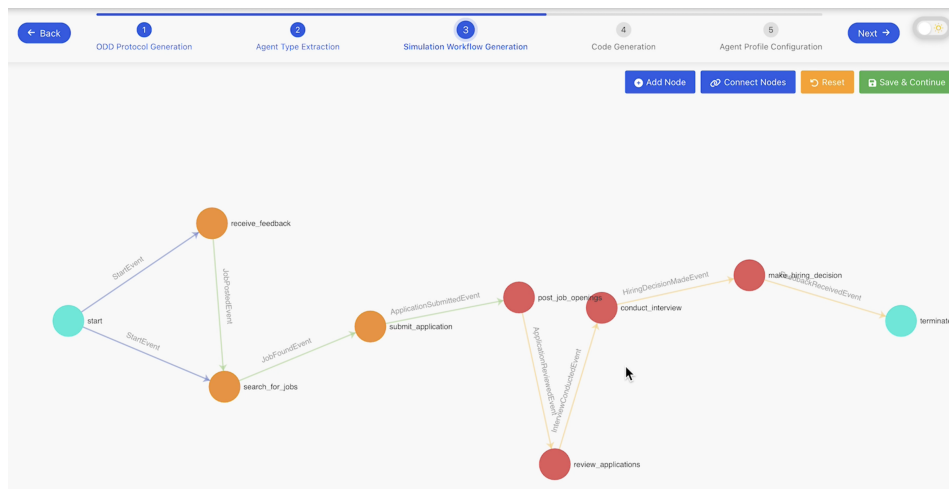 ← Back
1
2
3
4
5
Next →
ODD Protocol Generation
Agent Type Extraction
Simulation Workflow Generation
Code Generation
Agent Profile Configuration
Add Node
Connect Nodes
Reset
Save & Continue
receive_feedback
StartEvent
JobPostedEvent
start
StartEvent
search_for_jobs
JobFoundEvent
submit_application
ApplicationSubmittedEvent
post_job_openings
ApplicationReviewedEvent
InterviewConductedEvent
review_applications
conduct_interview
HiringDecisionMadeEvent
make_hiring_decision
FeedbackReceivedEvent
terminate